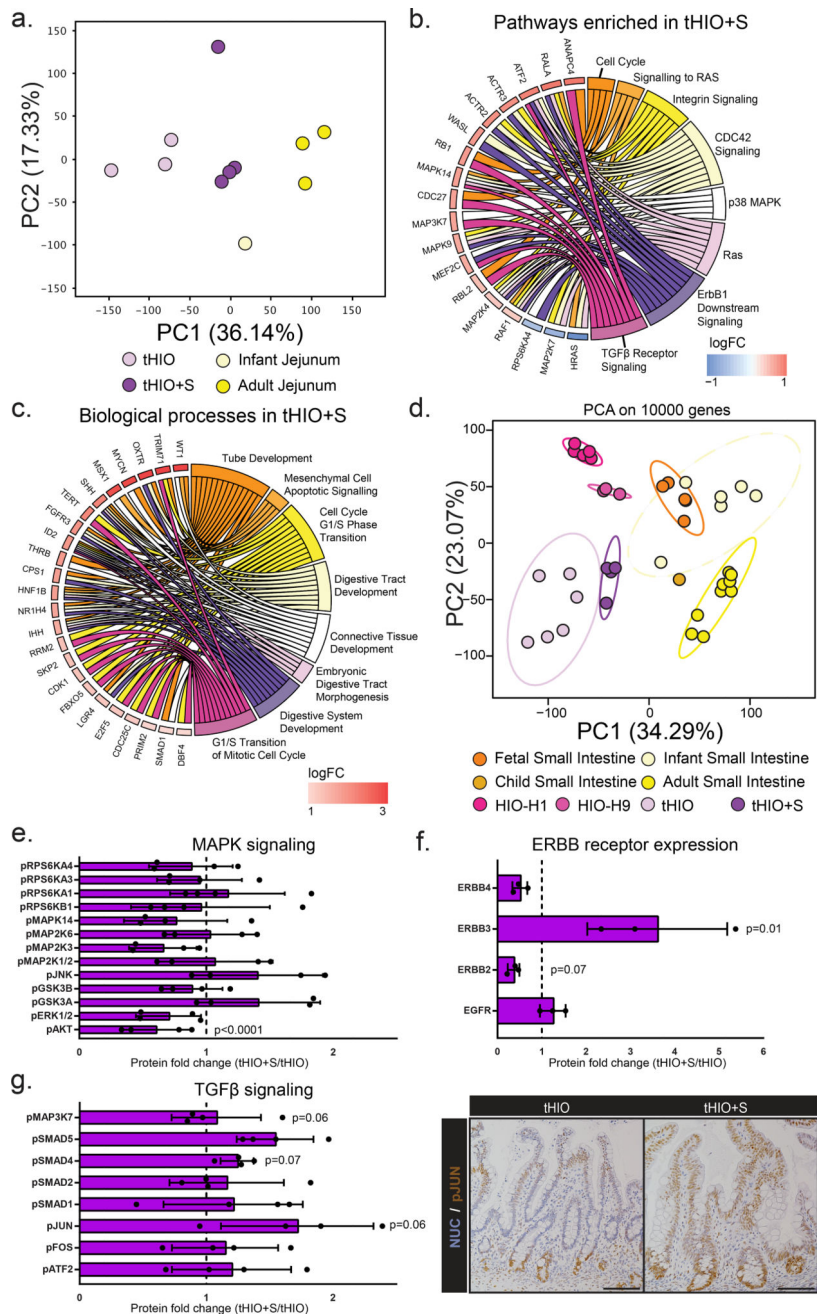 a.
PC2 (17.33%)
150
100
50
0
−50
−100
−150
−150
−100
−50
0
50
100
150
PC1 (36.14%)
tHIO
Infant Jejunum
tHIO+S
Adult Jejunum
b.
Pathways enriched in tHIO+S
ANAPC4
RALA
ATF2
ACTR3
ACTR2
WASL
RB1
MAPK14
CDC27
MAP3K7
MAPK9
MEF2C
RBL2
MAP2K4
RAF1
RPS6KA4
MAP2K7
HRAS
Cell Cycle
Signalling to RAS
Integrin Signaling
CDC42
Signaling
p38 MAPK
Ras
ErbB1
Downstream
Signaling
TGFβ Receptor
Signaling
logFC
−1
1
c.
Biological processes in tHIO+S
WT1
TRIM71
OXTR
MYCN
MSX1
SHH
TERT
FGFR3
ID2
THRB
CPS1
HNF1B
NR1H4
IHH
RRM2
SKP2
CDK1
FBXO5
LGR4
E2F5
CDC25C
PRIM2
SMAD1
DBF4
Tube Development
Mesenchymal Cell
Apoptotic Signalling
Cell Cycle
G1/S Phase
Transition
Digestive Tract
Development
Connective Tissue
Development
Embryonic
Digestive Tract
Morphogenesis
Digestive System
Development
G1/S Transition
of Mitotic Cell Cycle
logFC
1
3
d.
PCA on 10000 genes
PC2 (23.07%)
100
50
0
−50
−100
−100
0
100
PC1 (34.29%)
Fetal Small Intestine
Infant Small Intestine
Child Small Intestine
Adult Small Intestine
HIO-H1
HIO-H9
tHIO
tHIO+S
e.
MAPK signaling
pRPS6KA4
pRPS6KA3
pRPS6KA1
pRPS6KB1
pMAPK14
pMAP2K6
pMAP2K3
pMAP2K1/2
pJNK
pGSK3B
pGSK3A
pERK1/2
pAKT
p<0.0001
0
1
2
Protein fold change (tHIO+S/tHIO)
f.
ERBB receptor expression
ERBB4
ERBB3
p=0.01
ERBB2
p=0.07
EGFR
0
1
2
3
4
5
6
Protein fold change (tHIO+S/tHIO)
g.
TGFβ signaling
pMAP3K7
p=0.06
pSMAD5
pSMAD4
p=0.07
pSMAD2
pSMAD1
pJUN
p=0.06
pFOS
pATF2
0
1
2
Protein fold change (tHIO+S/tHIO)
tHIO
tHIO+S
NUC / pJUN